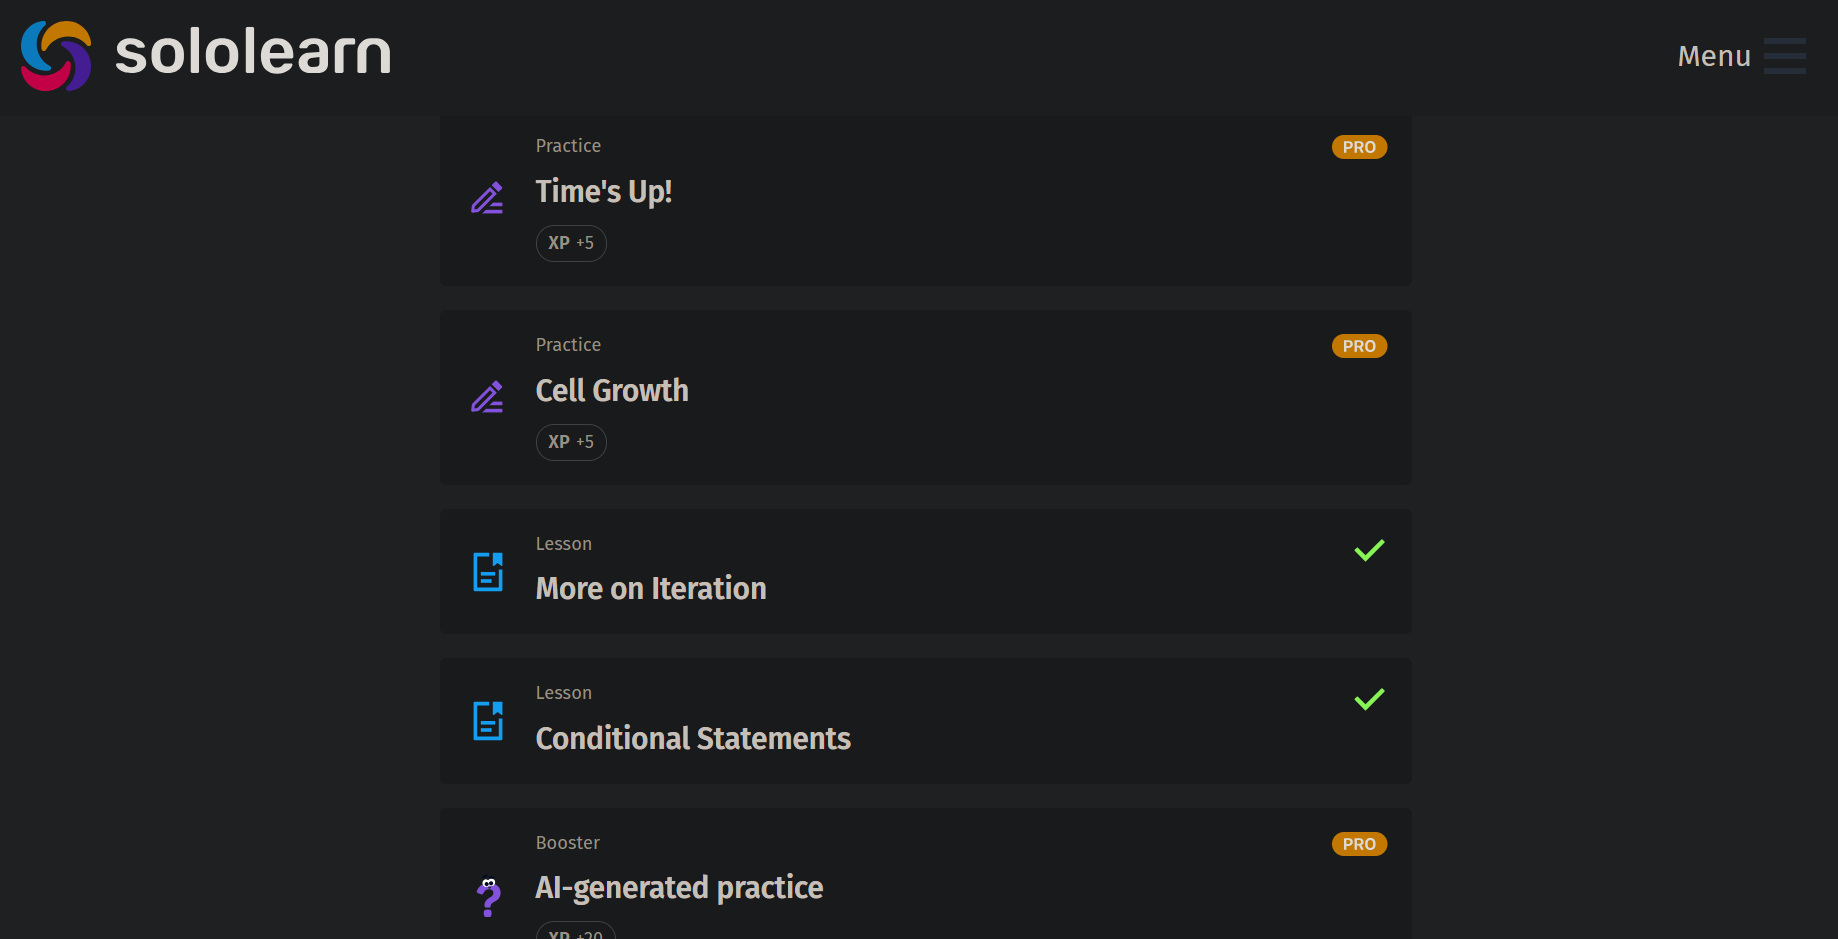 sololearn
Menu
Practice
PRO
Time's Up!
XP +5
Practice
PRO
Cell Growth
XP +5
Lesson
More on Iteration
Lesson
Conditional Statements
Booster
PRO
AI-generated practice
XP +20